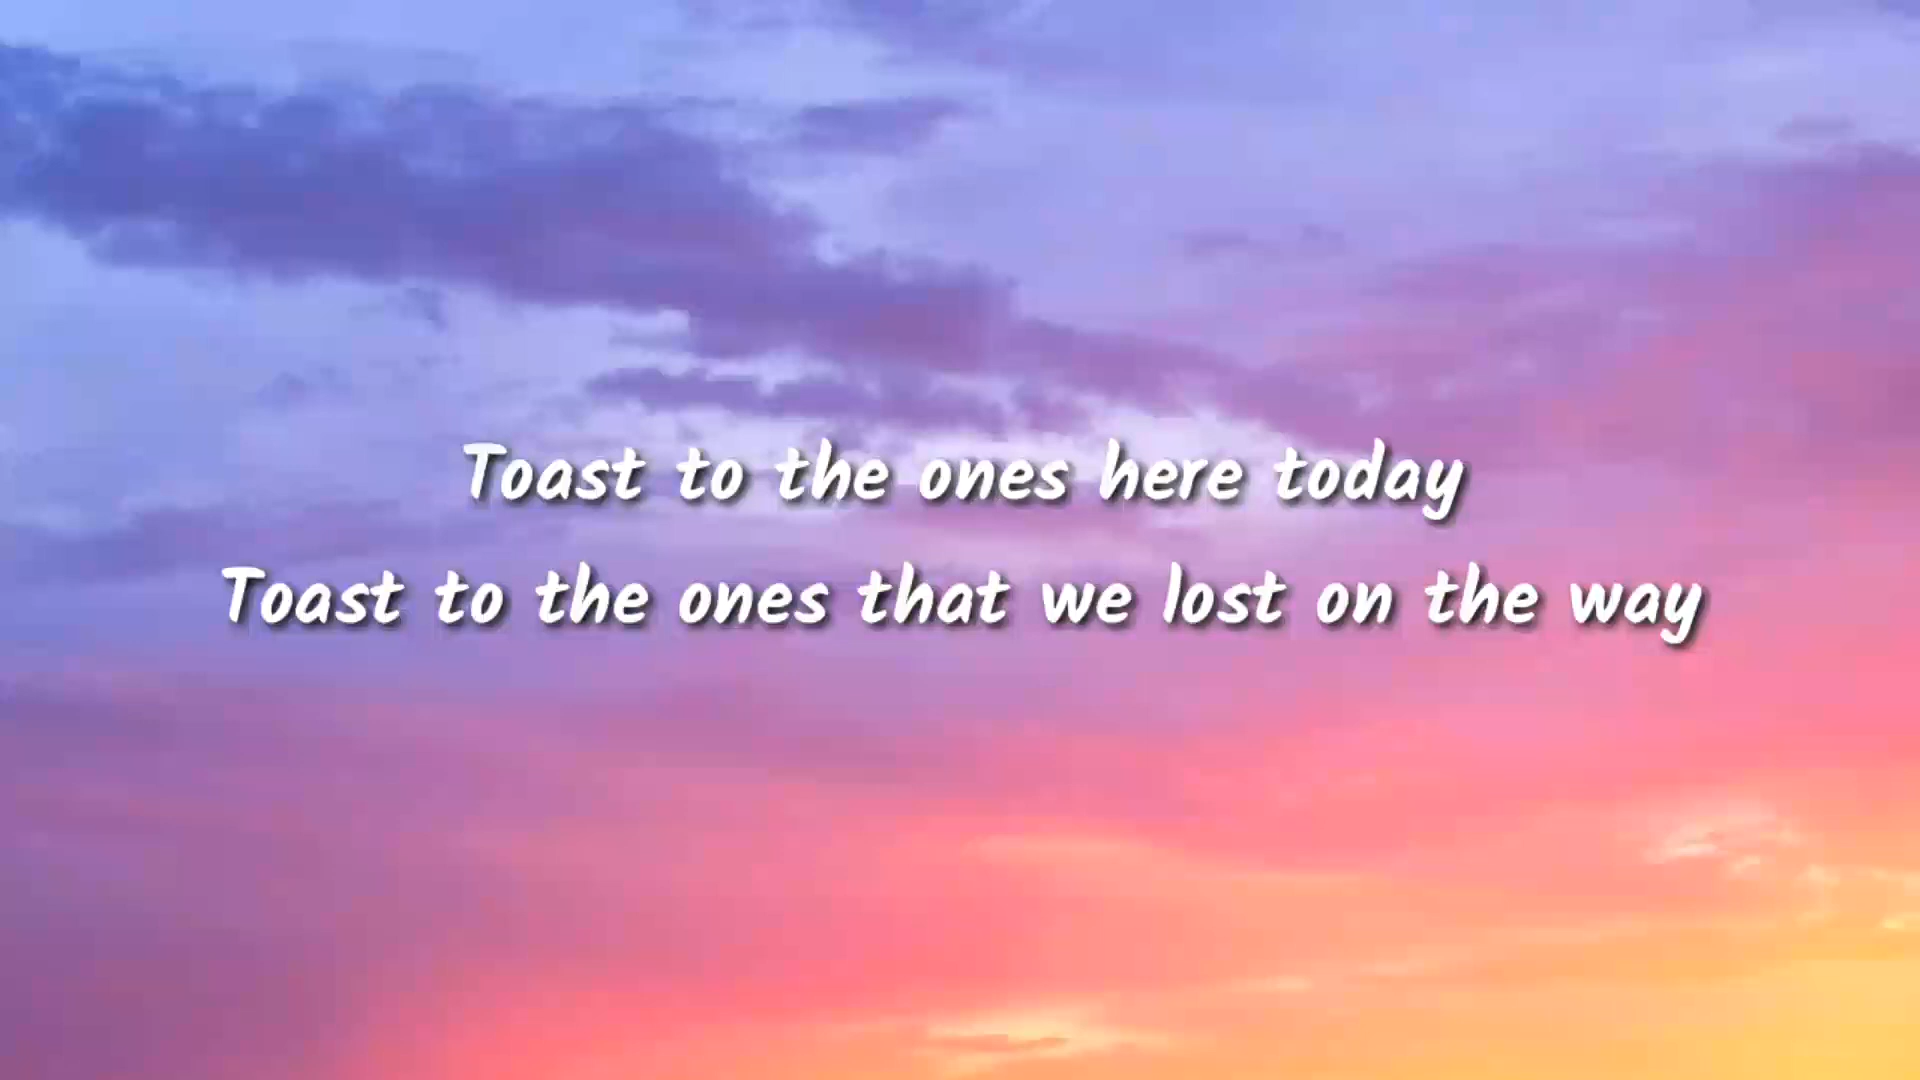 Toast to the ones here today
Toast to the ones that we lost on the way